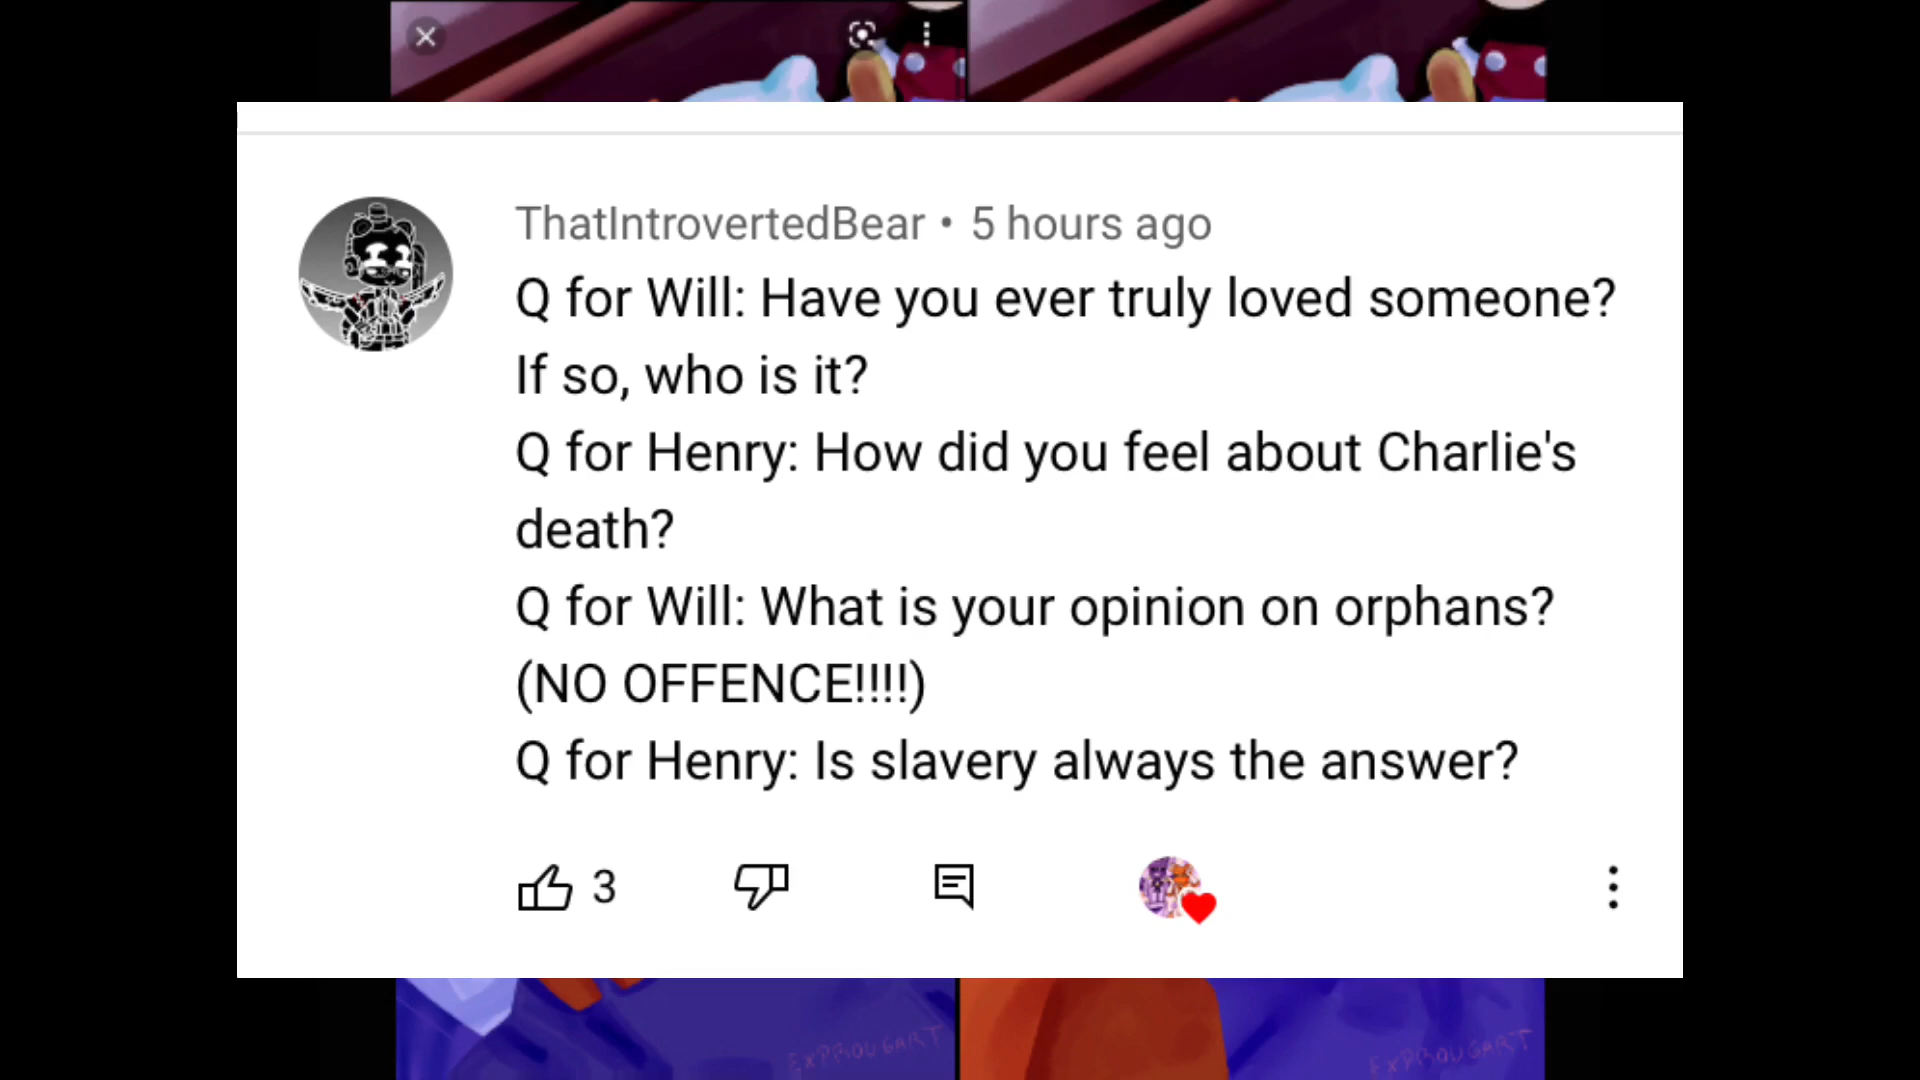 ThatIntrovertedBear • 5 hours ago
Q for Will: Have you ever truly loved someone?
If so, who is it?
Q for Henry: How did you feel about Charlie's
death?
Q for Will: What is your opinion on orphans?
(NO OFFENCE!!!!)
Q for Henry: Is slavery always the answer?
3
EXPBOUGART EXPBOUGART